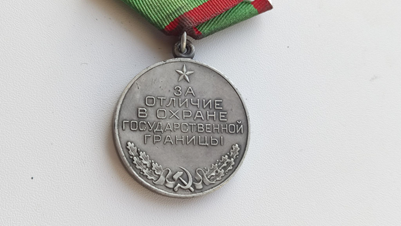 ЗА
ОТЛИЧИЕ
В ОХРАНЕ
ГОСУДАРСТВЕННОЙ
ГРАНИЦЫ